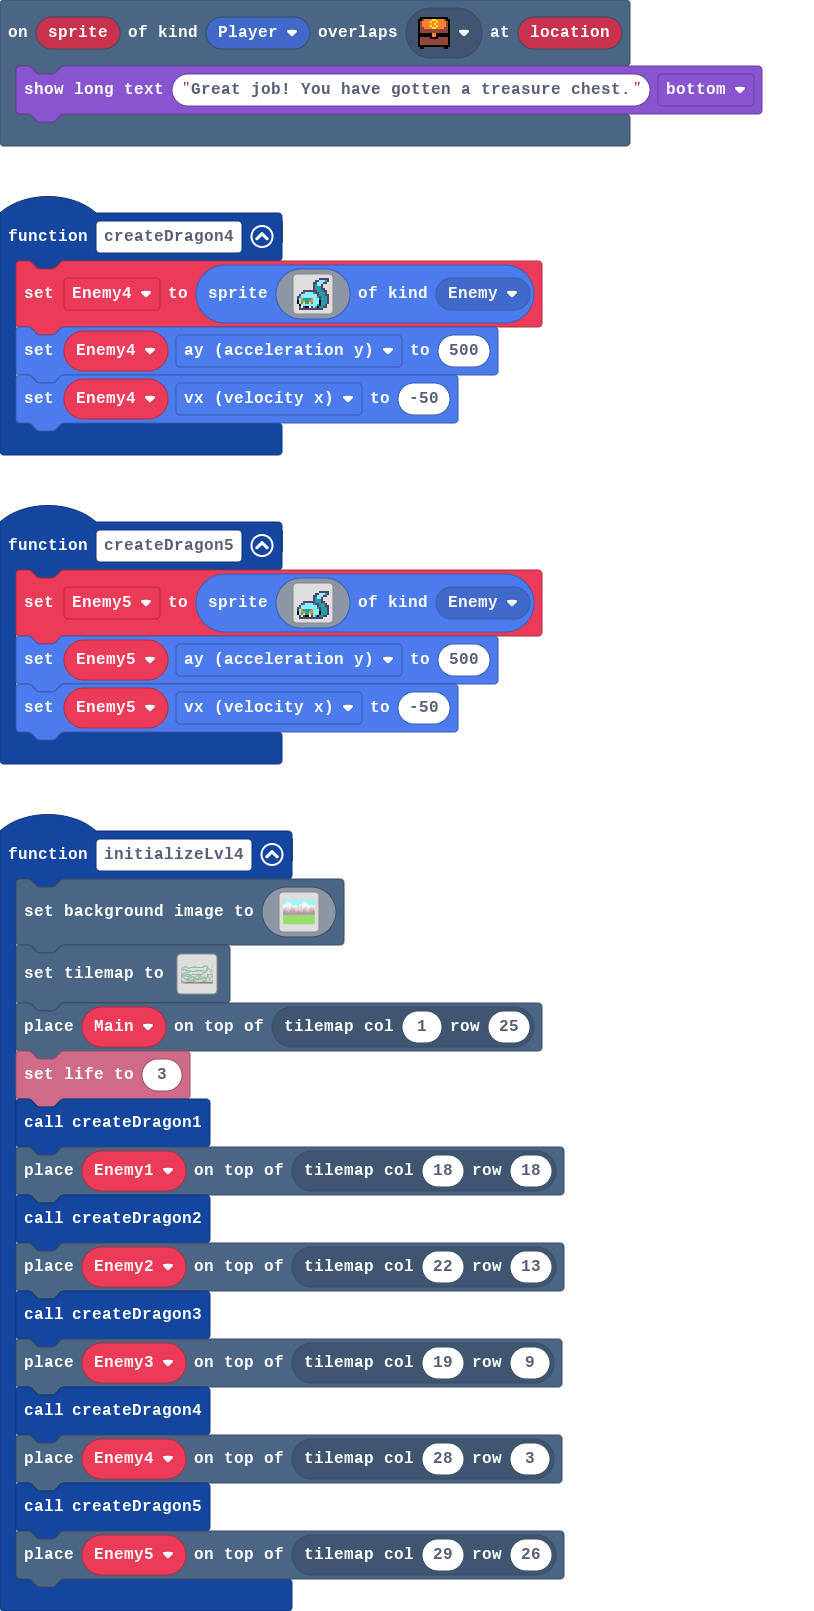 on sprite of kind Player overlaps at location
show long text "Great job! You have gotten a treasure chest." bottom
function createDragon4
set Enemy4 to sprite of kind Enemy
set Enemy4 ay (acceleration y) to 500
set Enemy4 vx (velocity x) to -50
function createDragon5
set Enemy5 to sprite of kind Enemy
set Enemy5 ay (acceleration y) to 500
set Enemy5 vx (velocity x) to -50
function initializeLvl4
set background image to
set tilemap to
place Main on top of tilemap col 1 row 25
set life to 3
call createDragon1
place Enemy1 on top of tilemap col 18 row 18
call createDragon2
place Enemy2 on top of tilemap col 22 row 13
call createDragon3
place Enemy3 on top of tilemap col 19 row 9
call createDragon4
place Enemy4 on top of tilemap col 28 row 3
call createDragon5
place Enemy5 on top of tilemap col 29 row 26